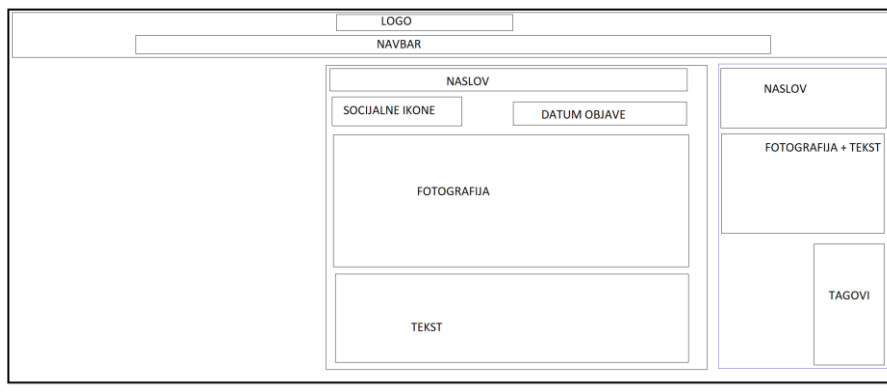 LOGO
NAVBAR
NASLOV
SOCIJALNE IKONE
DATUM OBJAVE
FOTOGRAFIJA
TEKST
NASLOV
FOTOGRAFIJA + TEKST
TAGOVI